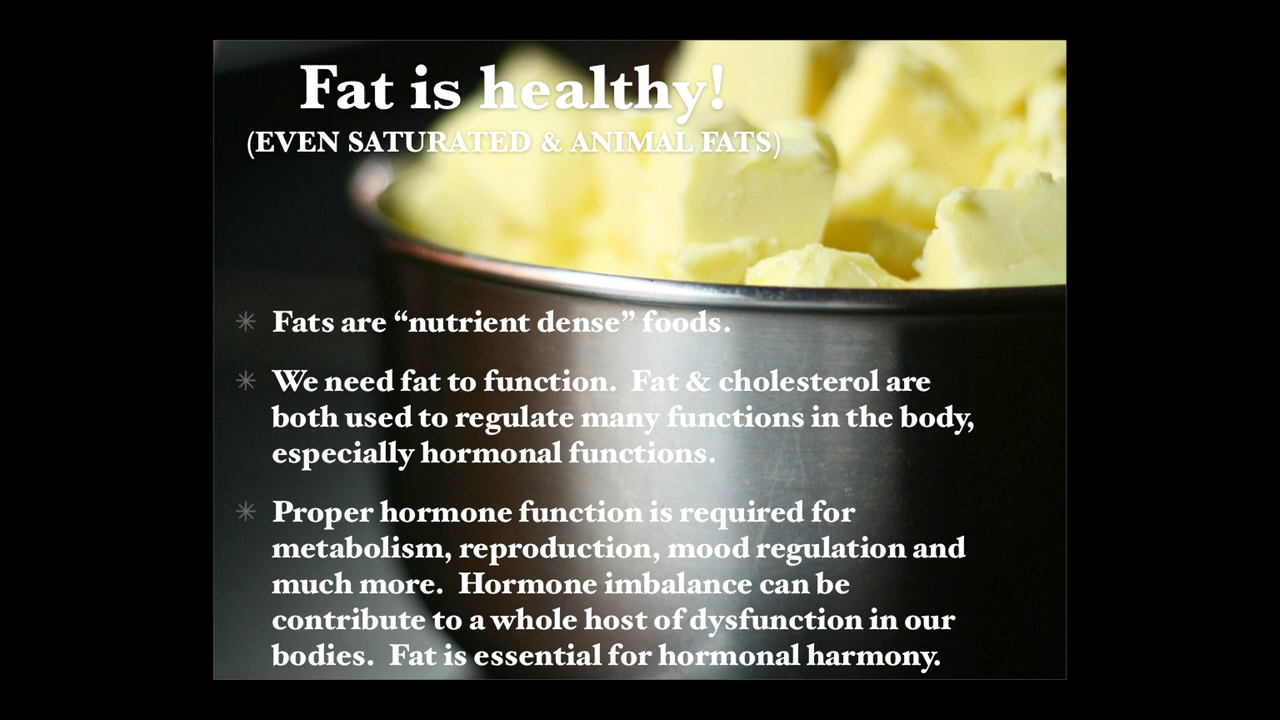 Fat is healthy!
(EVEN SATURATED & ANIMAL FATS)
Fats are “nutrient dense” foods.
We need fat to function.  Fat & cholesterol are
both used to regulate many functions in the body,
especially hormonal functions.
Proper hormone function is required for
metabolism, reproduction, mood regulation and
much more.  Hormone imbalance can be
contribute to a whole host of dysfunction in our
bodies.  Fat is essential for hormonal harmony.